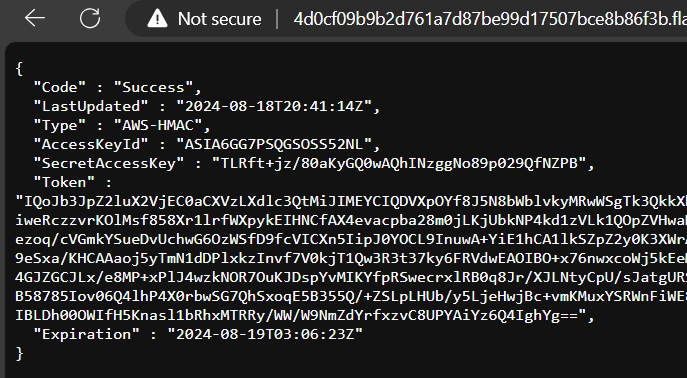 Not secure | 4d0cf09b9b2d761a7d87be99d17507bce8b86f3b.fla
{
"Code" : "Success",
"LastUpdated" : "2024-08-18T20:41:14Z",
"Type" : "AWS-HMAC",
"AccessKeyId" : "ASIA6GG7PSQGSOSS52NL",
"SecretAccessKey" : "TLRft+jz/80aKyGQ0wAQhINzggNo89p029QfNZPB",
"Token" :
"IQoJb3JpZ2luX2VjEC0aCXVzLXdlc3QtMiJIMEYCIQDVXpOYf8J5N8bWblvkyMRwWSgTk3QkkX
iweRczzvrKOlMsf858Xr1lrfWXpykEIHNCfAX4evacpba28m0jLKjUbkNP4kd1zVLk1QOpZVHwa
ezoq/cVGmkYSueDvUchwG6OzWSfD9fcVICXn5IipJ0YOCL9InuwA+YiE1hCA1lkSZpZ2y0K3XWr
9eSxa/KHCAAaoj5yTmN1dDPlxkzInvf7V0kjT1Qw3R3t37ky6FRVdwEAOIBO+x76nwxcoWj5kEe
4GJZGCJLx/e8MP+xPlJ4wzkNOR7OuKJDspYvMIKYfpRSwecrxlRB0q8Jr/XJLNtyCpU/sJatgUR
B58785Iov06Q4lhP4X0rbwSG7QhSxoqE5B355Q/+ZSLpLHUb/y5LjeHwjBc+vmKMuxYSRWnFiWE
IBLDh00OWIfH5Knasl1bRhxMTRRy/WW/W9NmZdYrfxzvC8UPYAiYz6Q4IghYg==",
"Expiration" : "2024-08-19T03:06:23Z"
}